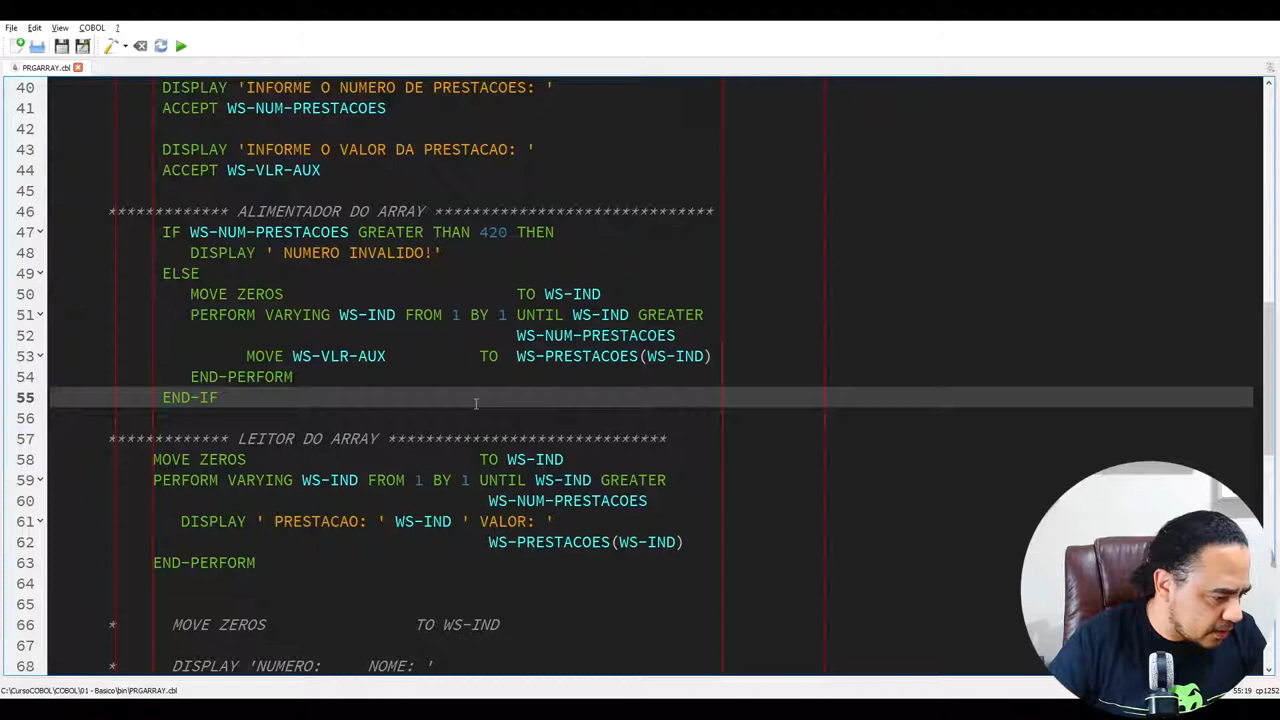 File Edit View COBOL ?
PRGARRAY.cbl
40 DISPLAY 'INFORME O NUMERO DE PRESTACOES: '
41 ACCEPT WS-NUM-PRESTACOES
42
43 DISPLAY 'INFORME O VALOR DA PRESTACAO: '
44 ACCEPT WS-VLR-AUX
45
46 ************* ALIMENTADOR DO ARRAY ******************************
47 IF WS-NUM-PRESTACOES GREATER THAN 420 THEN
48 DISPLAY ' NUMERO INVALIDO!'
49 ELSE
50 MOVE ZEROS TO WS-IND
51 PERFORM VARYING WS-IND FROM 1 BY 1 UNTIL WS-IND GREATER
52 WS-NUM-PRESTACOES
53 MOVE WS-VLR-AUX TO WS-PRESTACOES(WS-IND)
54 END-PERFORM
55 END-IF
56
57 ************* LEITOR DO ARRAY ******************************
58 MOVE ZEROS TO WS-IND
59 PERFORM VARYING WS-IND FROM 1 BY 1 UNTIL WS-IND GREATER
60 WS-NUM-PRESTACOES
61 DISPLAY ' PRESTACAO: ' WS-IND ' VALOR: '
62 WS-PRESTACOES(WS-IND)
63 END-PERFORM
64
65
66 * MOVE ZEROS TO WS-IND
67
68 * DISPLAY 'NUMERO: NOME: '
C:\CursoCOBOL\COBOL\01 - Basico\bin\PRGARRAY.cbl 55:19 cp1252